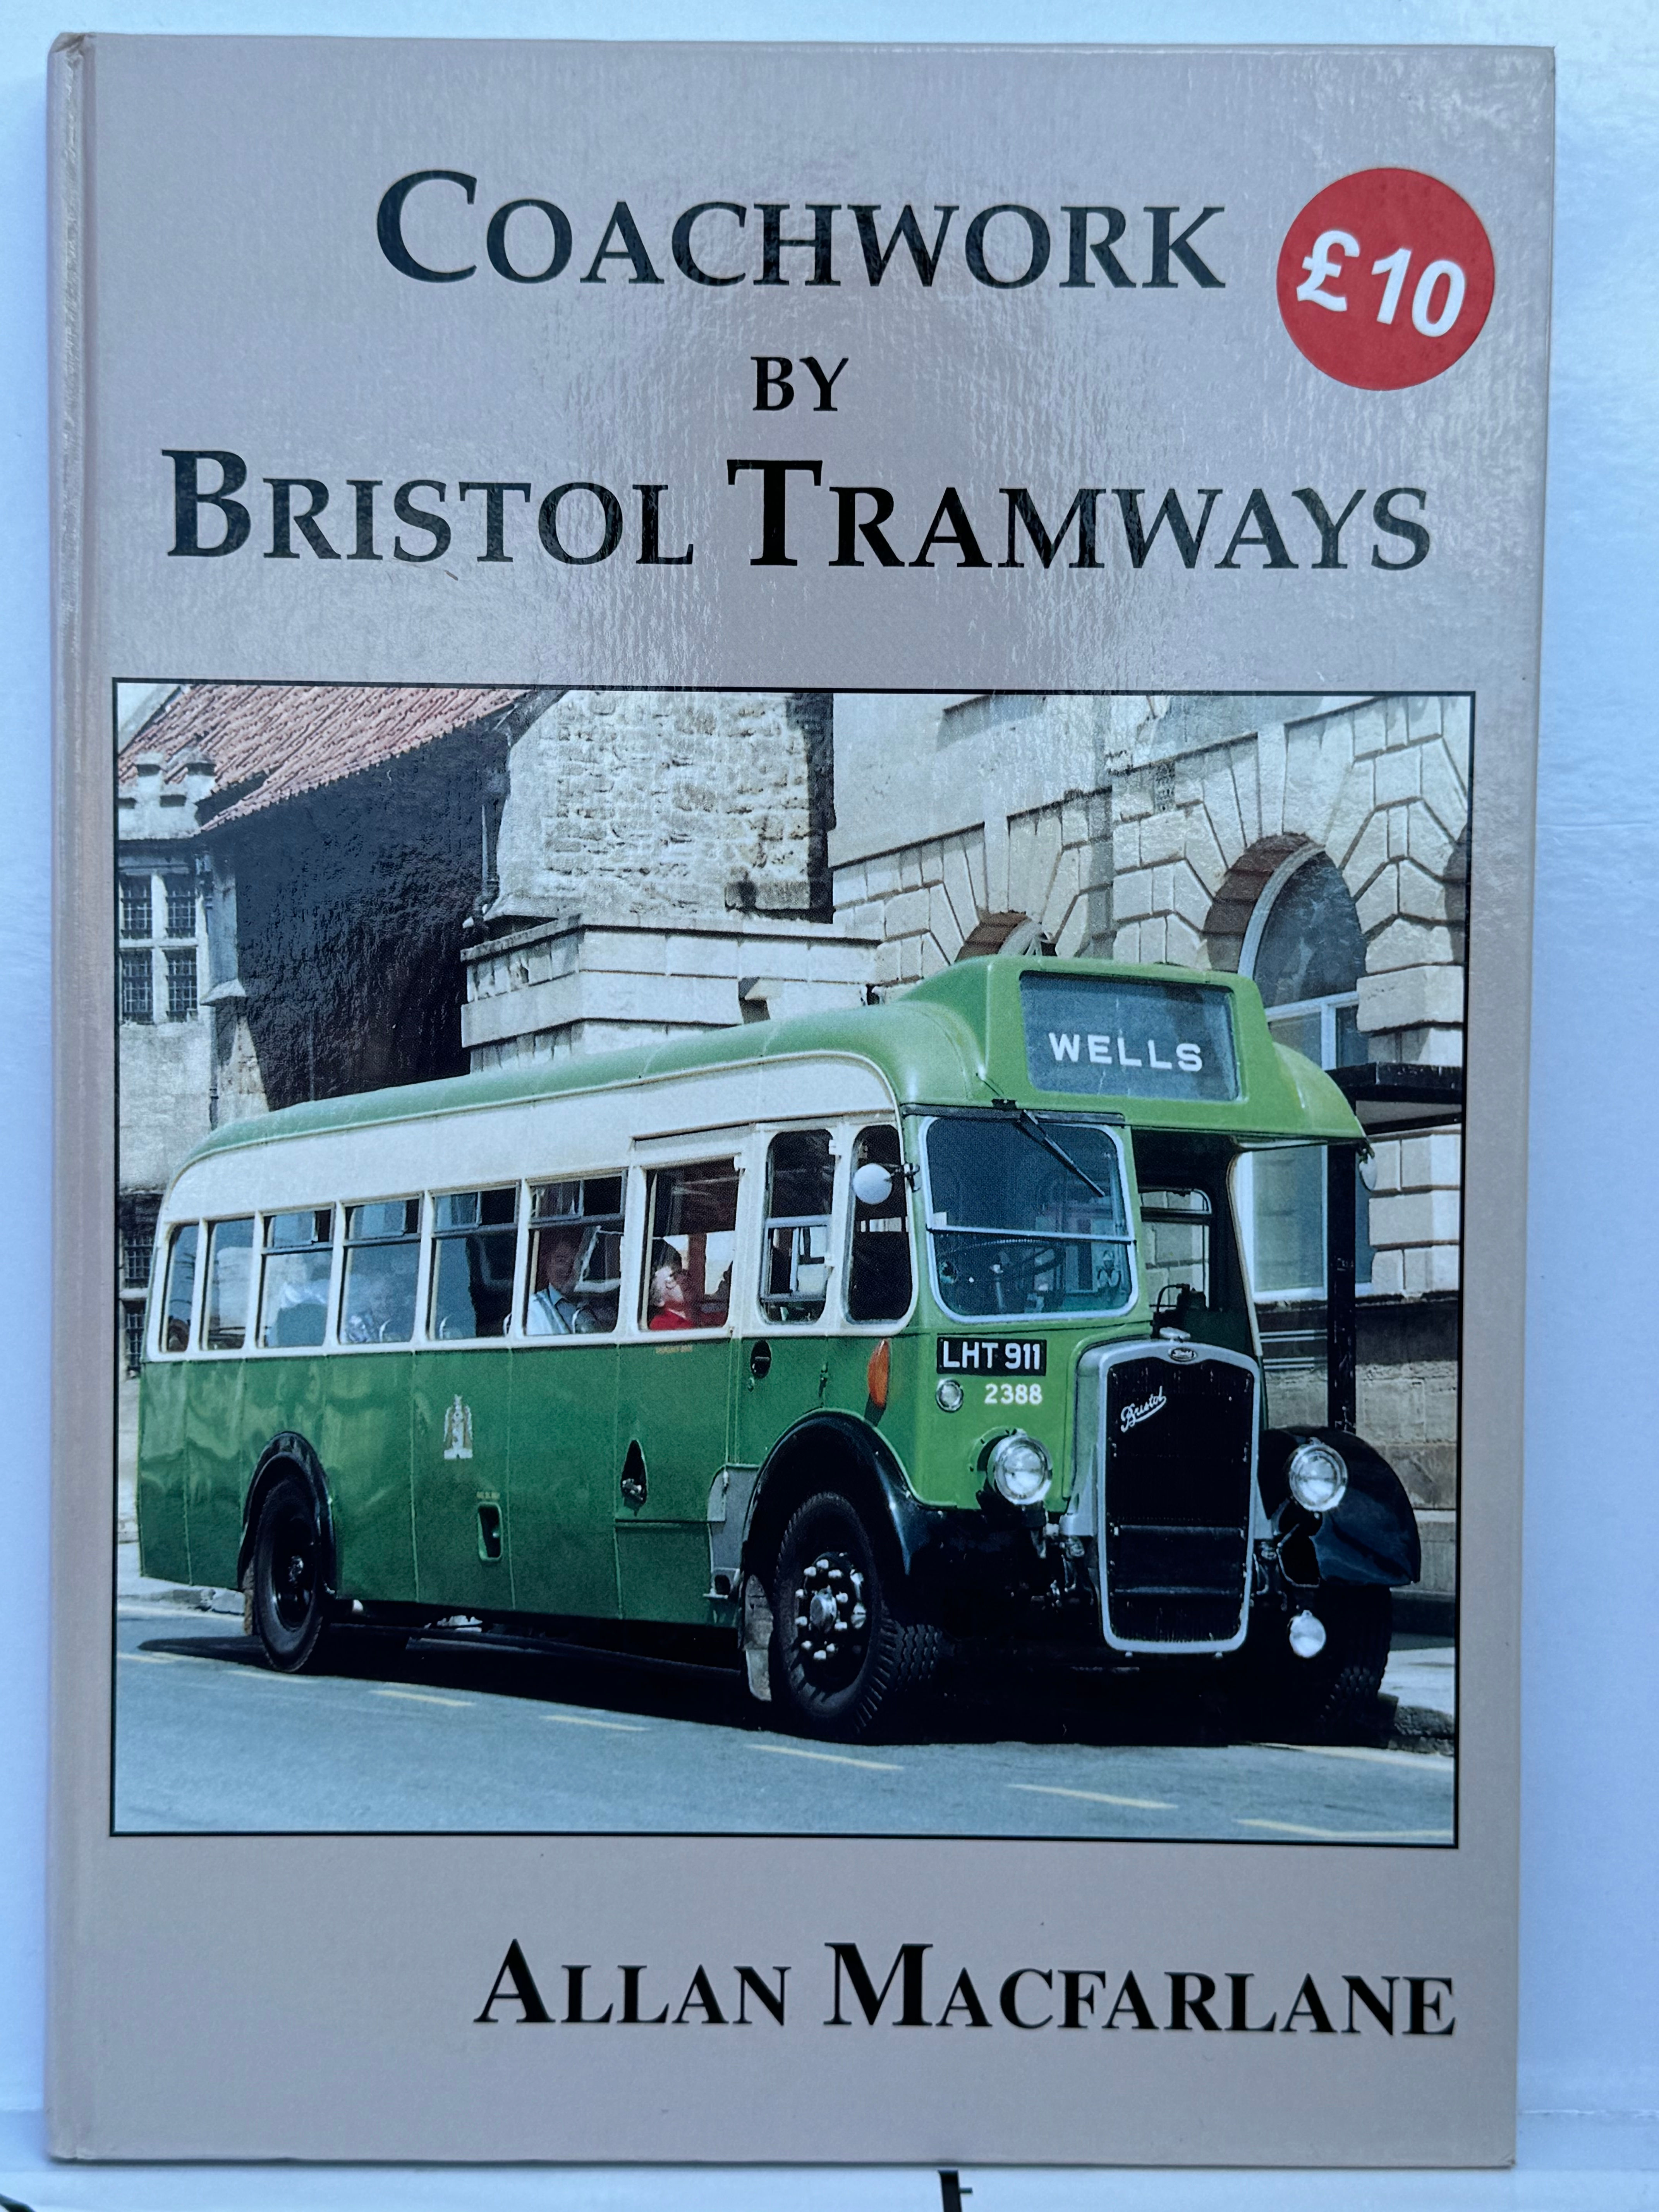 COACHWORK
£10
BY
BRISTOL TRAMWAYS
WELLS
LHT 911
2388
Bristol
ALLAN MACFARLANE